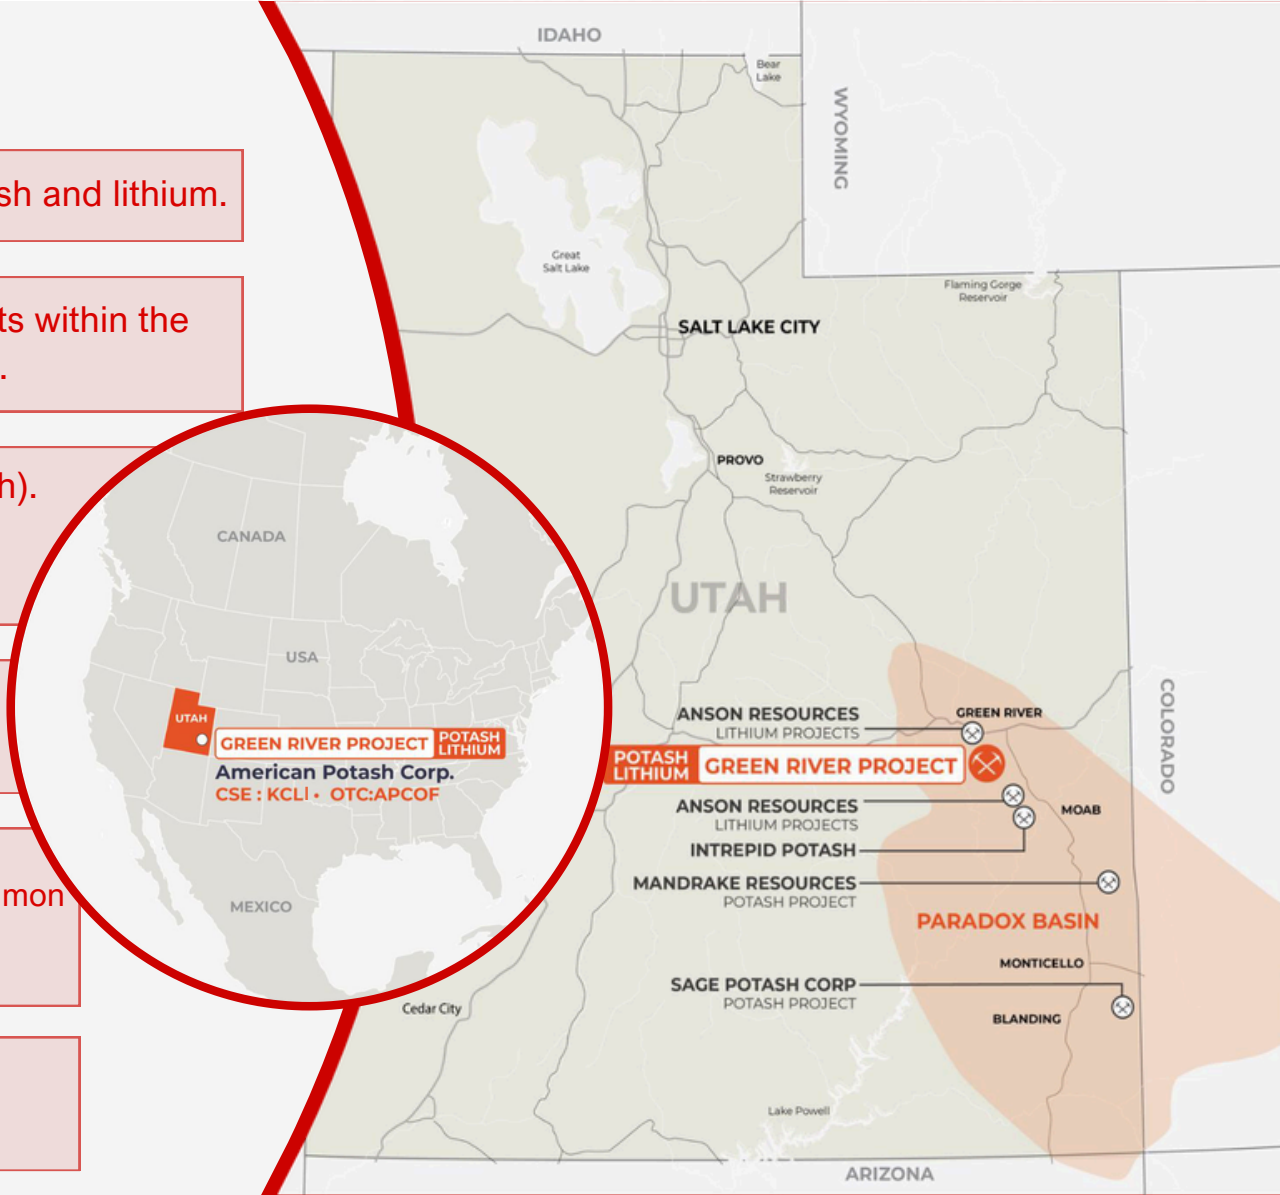 sh and lithium.
ts within the
.
h).
mon
CANADA
USA
UTAH
GREEN RIVER PROJECT
POTASH
LITHIUM
American Potash Corp.
CSE : KCLI • OTC:APCOF
MEXICO
IDAHO
Bear
Lake
WYOMING
Great
Salt Lake
Flaming Gorge
Reservoir
SALT LAKE CITY
PROVO
Strawberry
Reservoir
UTAH
COLORADO
ANSON RESOURCES
LITHIUM PROJECTS
GREEN RIVER
POTASH
LITHIUM
GREEN RIVER PROJECT
ANSON RESOURCES
LITHIUM PROJECTS
MOAB
INTREPID POTASH
MANDRAKE RESOURCES
POTASH PROJECT
PARADOX BASIN
MONTICELLO
SAGE POTASH CORP
POTASH PROJECT
BLANDING
Cedar City
Lake Powell
ARIZONA